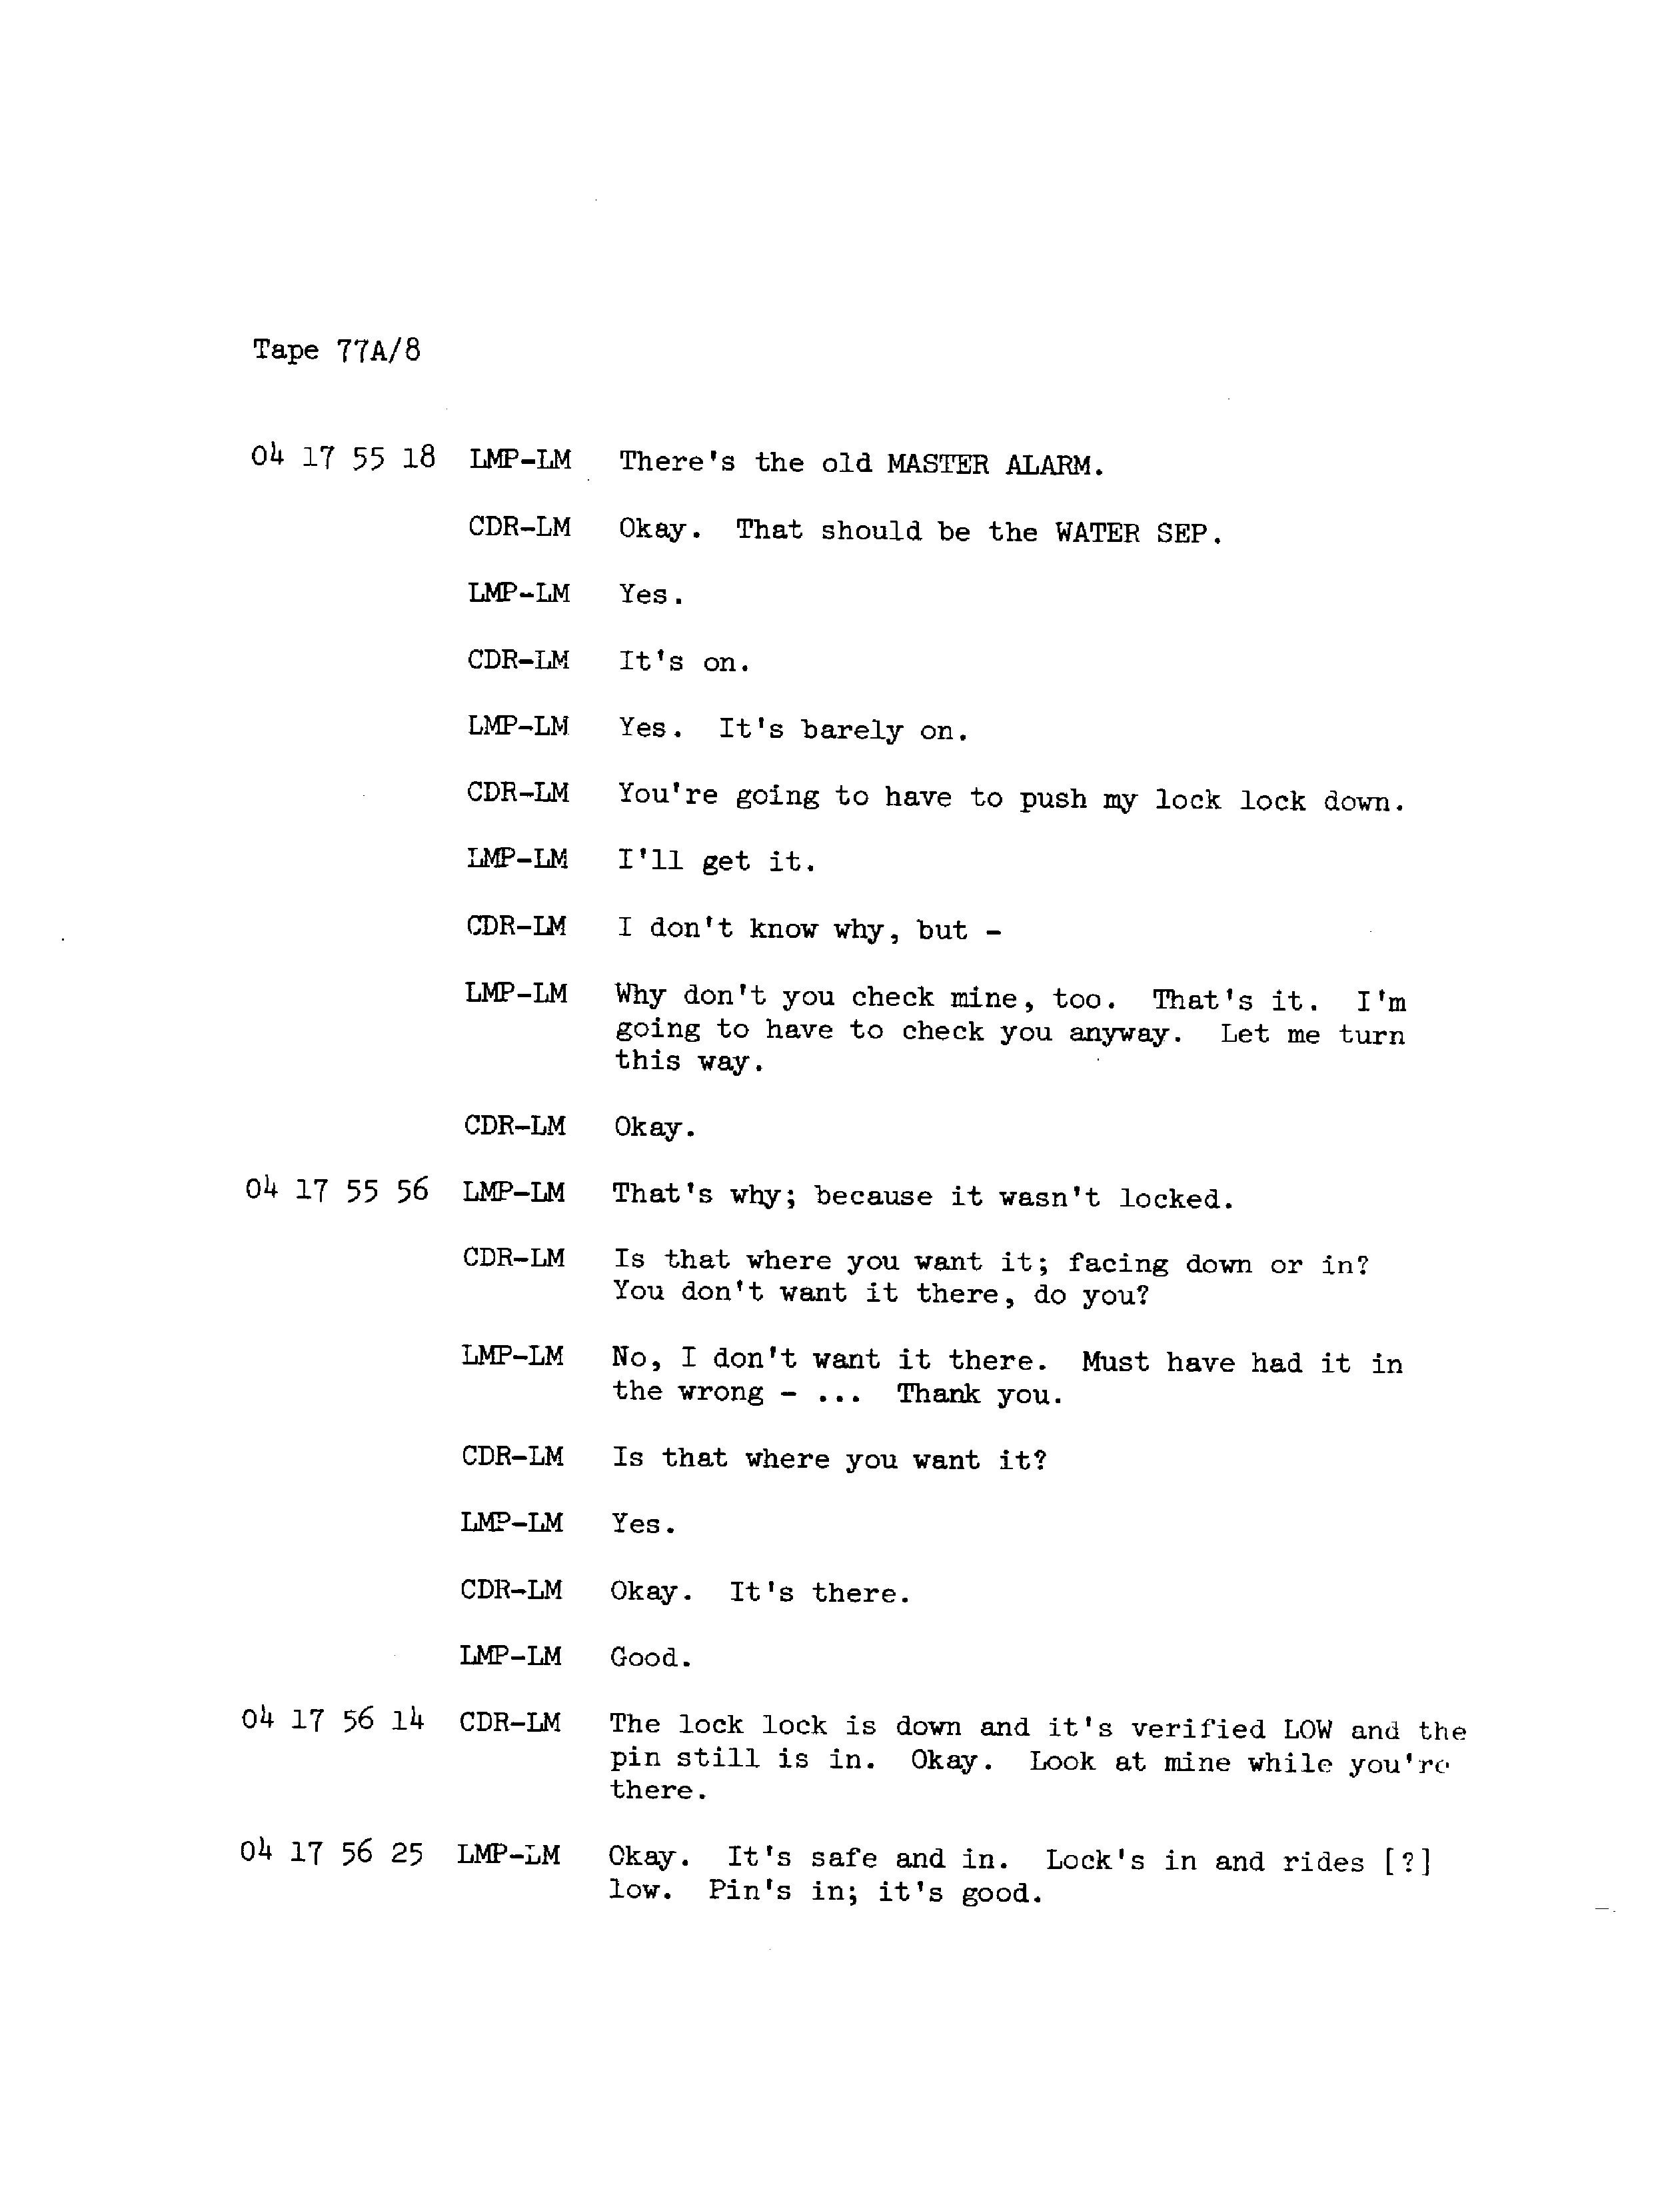 Tape 77A/8
04 17 55 18 LMP-LM There's the old MASTER ALARM.
CDR-LM Okay. That should be the WATER SEP.
LMP-LM Yes.
CDR-LM It's on.
LMP-LM Yes. It's barely on.
CDR-LM You're going to have to push my lock lock down.
LMP-LM I'll get it.
CDR-LM I don't know why, but -
LMP-LM Why don't you check mine, too. That's it. I'm
going to have to check you anyway. Let me turn
this way.
CDR-LM Okay.
04 17 55 56 LMP-LM That's why; because it wasn't locked.
CDR-LM Is that where you want it; facing down or in?
You don't want it there, do you?
LMP-LM No, I don't want it there. Must have had it in
the wrong - ... Thank you.
CDR-LM Is that where you want it?
LMP-LM Yes.
CDR-LM Okay. It's there.
LMP-LM Good.
04 17 56 14 CDR-LM The lock lock is down and it's verified LOW and the
pin still is in. Okay. Look at mine while you're
there.
04 17 56 25 LMP-LM Okay. It's safe and in. Lock's in and rides [?]
low. Pin's in; it's good.